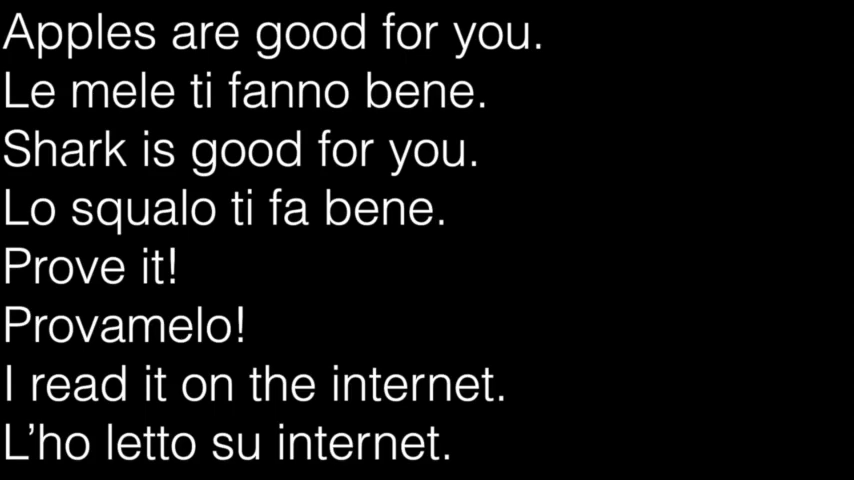 Apples are good for you.
Le mele ti fanno bene.
Shark is good for you.
Lo squalo ti fa bene.
Prove it!
Provamelo!
I read it on the internet.
L’ho letto su internet.